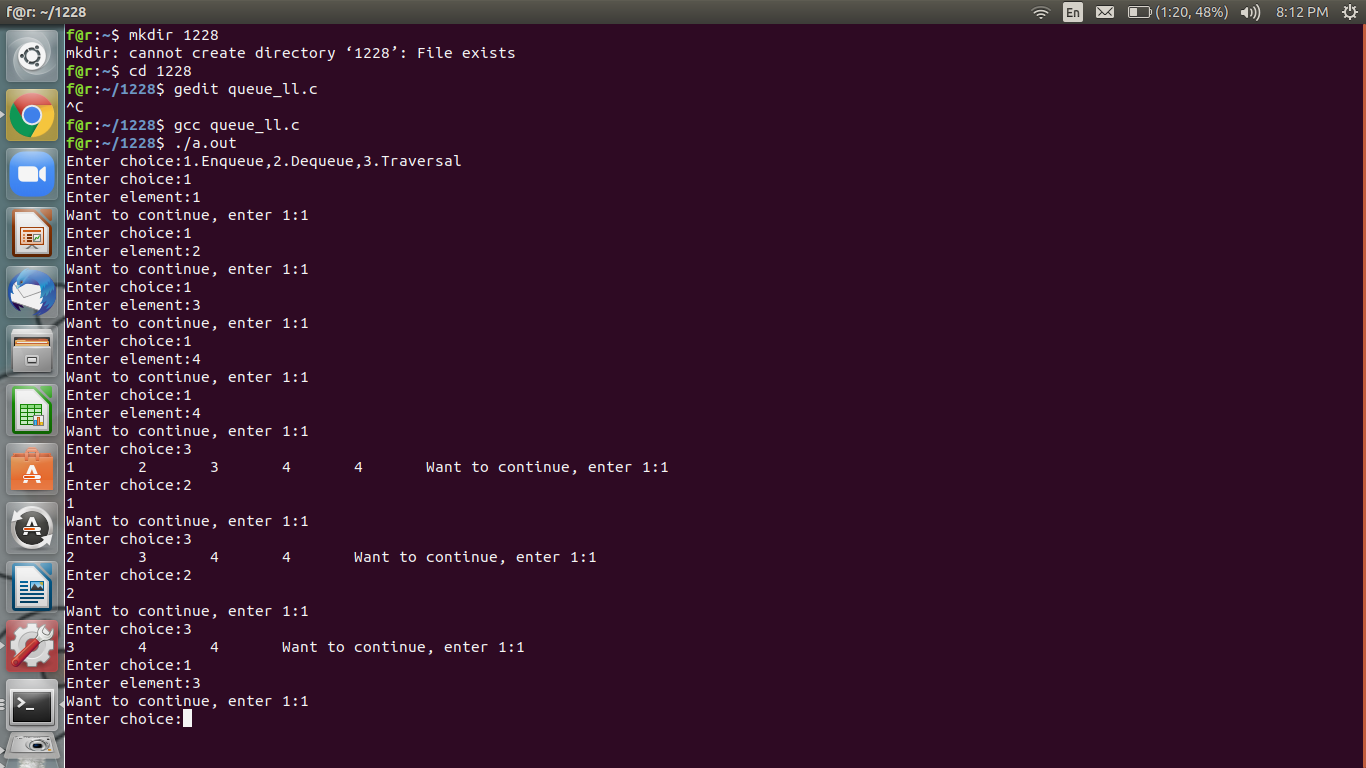 f@r: ~/1228
En
(1:20, 48%)
8:12 PM
f@r:~$ mkdir 1228
mkdir: cannot create directory ‘1228’: File exists
f@r:~$ cd 1228
f@r:~/1228$ gedit queue_ll.c
^C
f@r:~/1228$ gcc queue_ll.c
f@r:~/1228$ ./a.out
Enter choice:1.Enqueue,2.Dequeue,3.Traversal
Enter choice:1
Enter element:1
Want to continue, enter 1:1
Enter choice:1
Enter element:2
Want to continue, enter 1:1
Enter choice:1
Enter element:3
Want to continue, enter 1:1
Enter choice:1
Enter element:4
Want to continue, enter 1:1
Enter choice:1
Enter element:4
Want to continue, enter 1:1
Enter choice:3
1       2       3       4       4       Want to continue, enter 1:1
Enter choice:2
1
Want to continue, enter 1:1
Enter choice:3
2       3       4       4       Want to continue, enter 1:1
Enter choice:2
2
Want to continue, enter 1:1
Enter choice:3
3       4       4       Want to continue, enter 1:1
Enter choice:1
Enter element:3
Want to continue, enter 1:1
Enter choice: